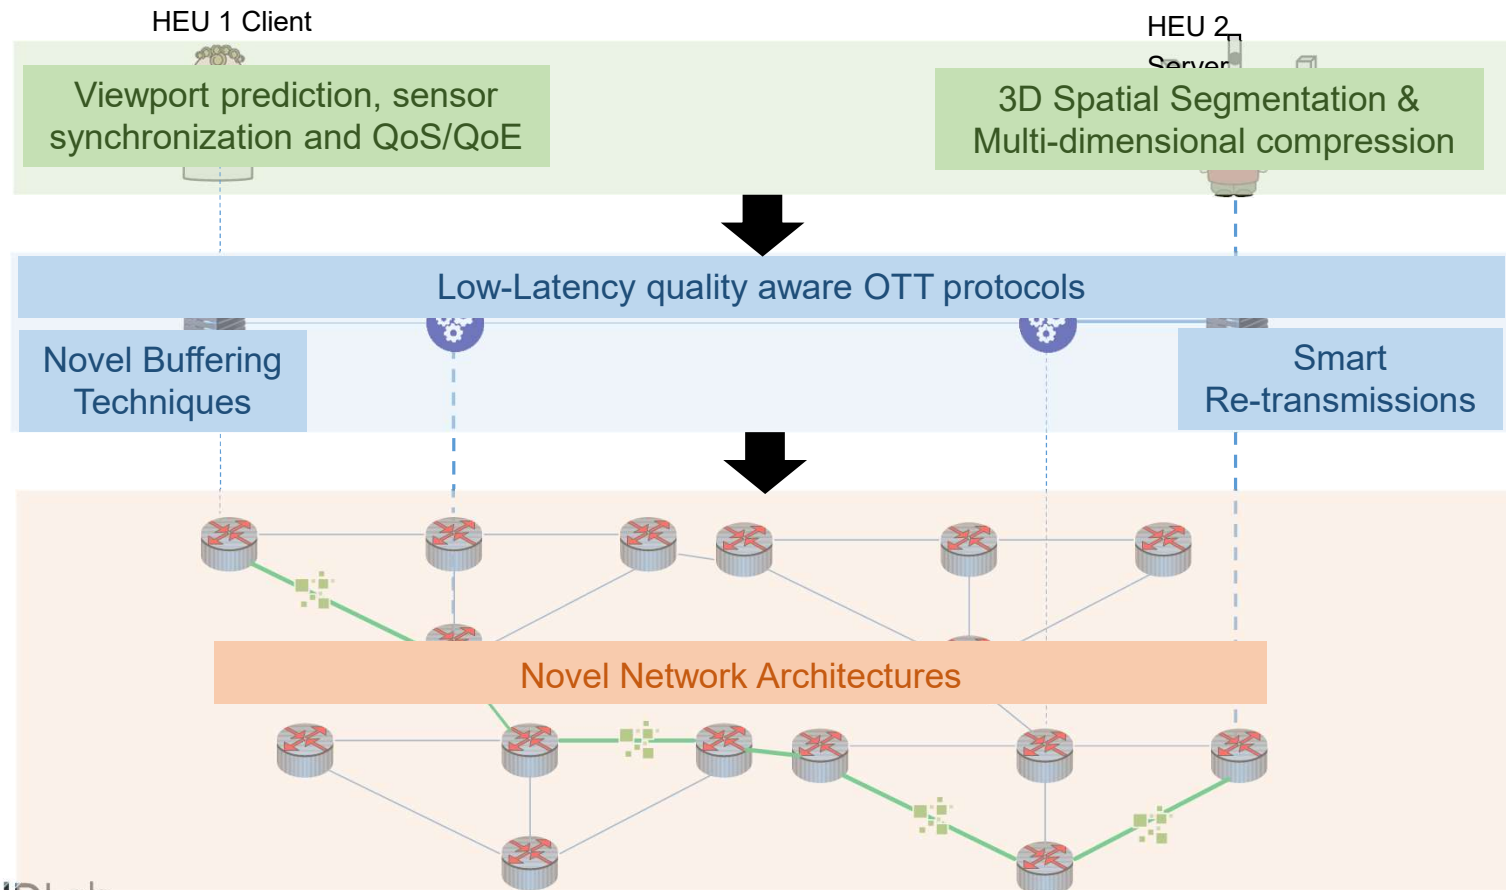 HEU 1 Client
HEU 2
Server
Viewport prediction, sensor
synchronization and QoS/QoE
3D Spatial Segmentation &
Multi-dimensional compression
Low-Latency quality aware OTT protocols
Novel Buffering
Techniques
Smart
Re-transmissions
Novel Network Architectures